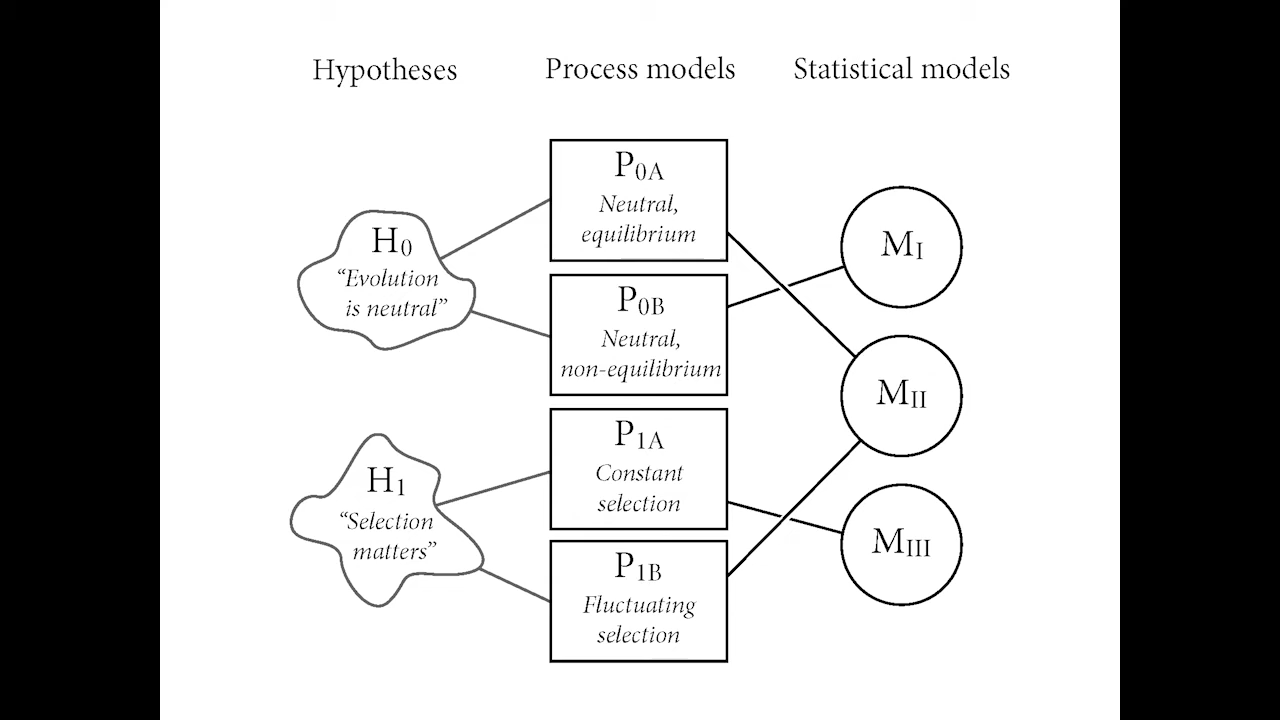 Hypotheses Process models Statistical models
H0
“Evolution
is neutral”
H1
“Selection
matters”
P0A
Neutral,
equilibrium
P0B
Neutral,
non-equilibrium
P1A
Constant
selection
P1B
Fluctuating
selection
MI
MII
MIII